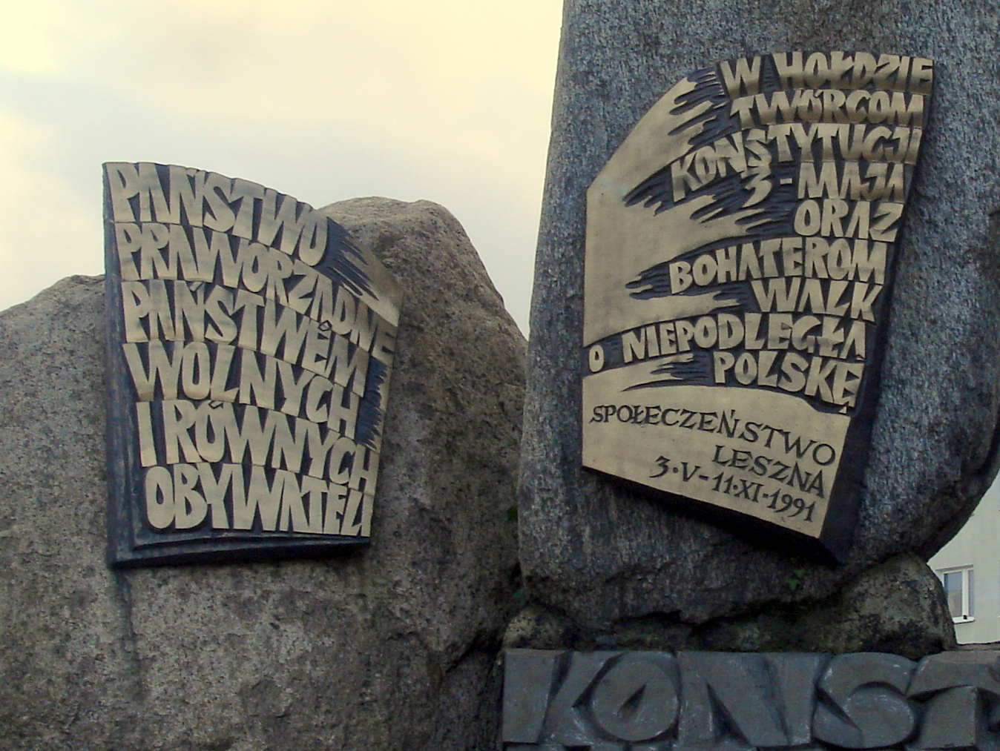 PAŃSTWO
PRAWORZĄDNE
PAŃSTWEM
WOLNYCH
I RÓWNYCH
OBYWATELI
W HOŁDZIE
TWÓRCOM
KONSTYTUCJI
3-MAJA
ORAZ
BOHATEROM
WALK
O NIEPODLEGŁĄ
POLSKĘ
SPOŁECZEŃSTWO
LESZNA
3·V-11·XI·1991
KONST